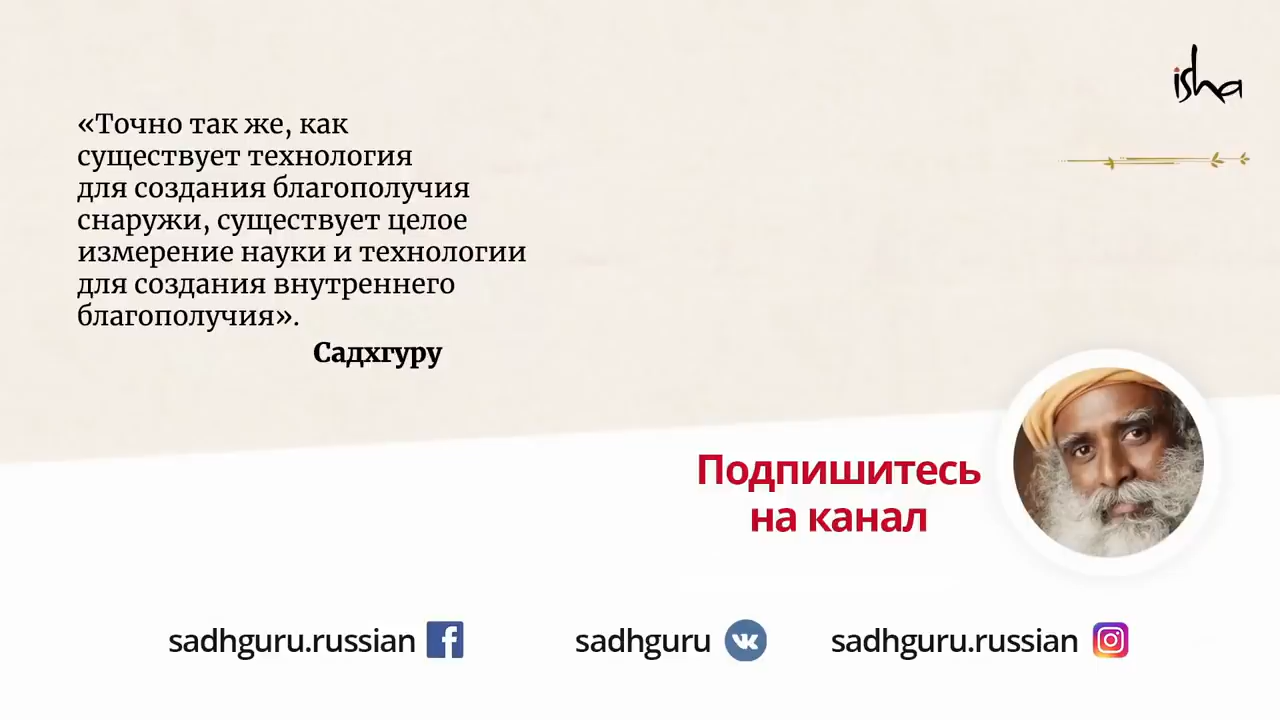 isha
«Точно так же, как
существует технология
для создания благополучия
снаружи, существует целое
измерение науки и технологии
для создания внутреннего
благополучия».
Садхгуру
Подпишитесь
на канал
sadhguru.russian
sadhguru
sadhguru.russian